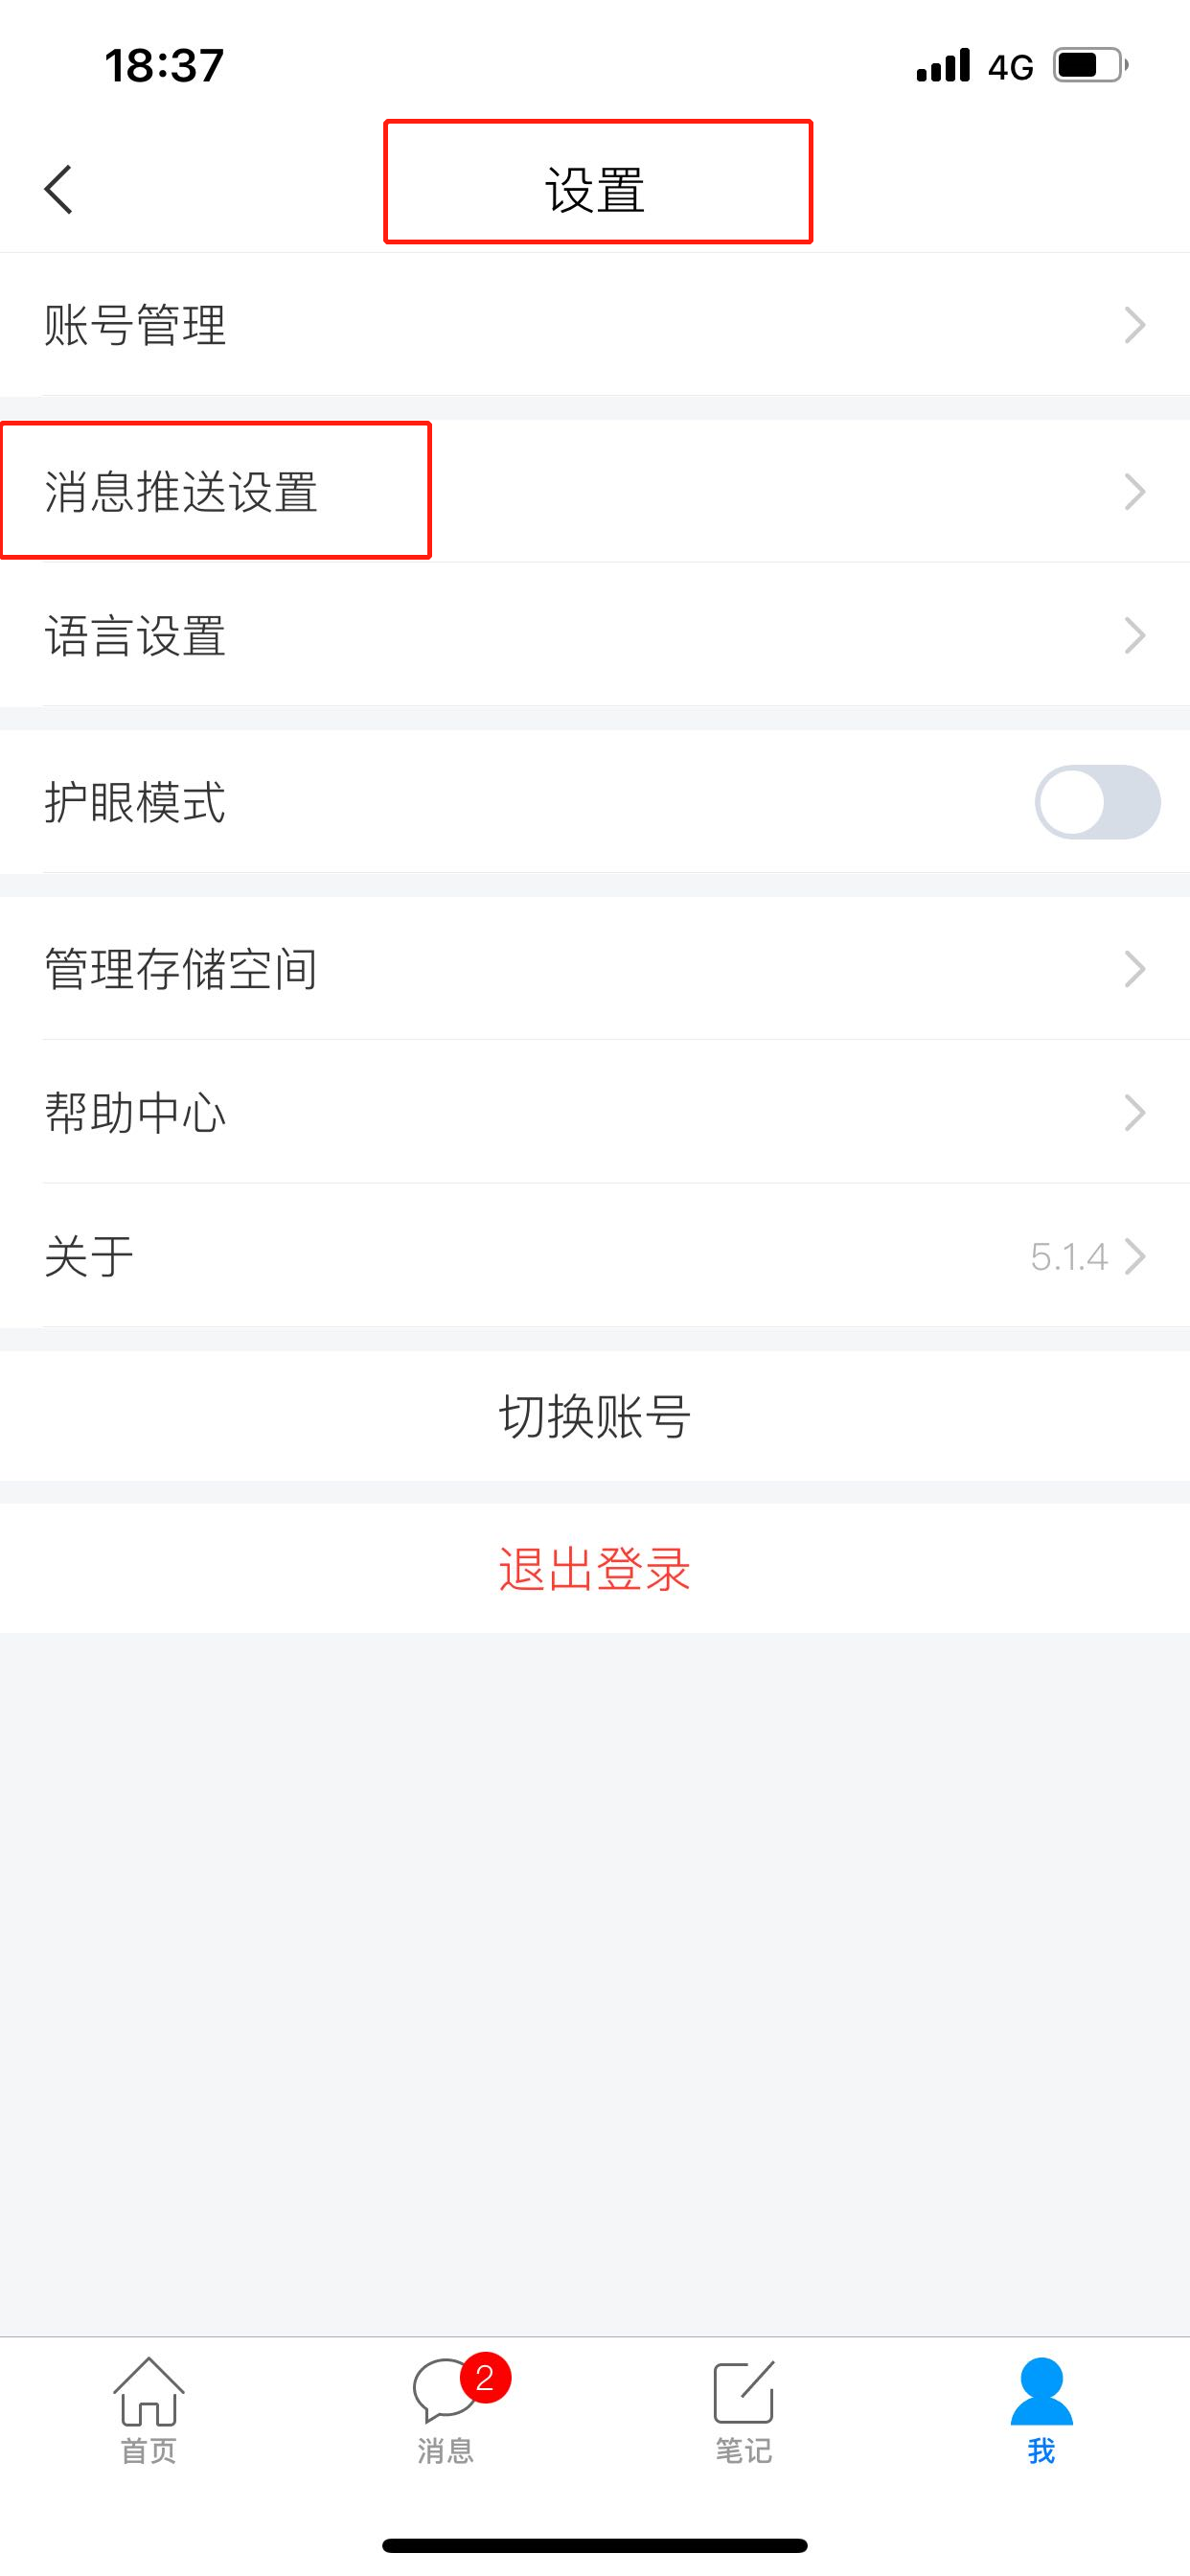 18:37
4G
设置
账号管理
消息推送设置
语言设置
护眼模式
管理存储空间
帮助中心
关于
5.1.4
切换账号
退出登录
2
首页
消息
笔记
我